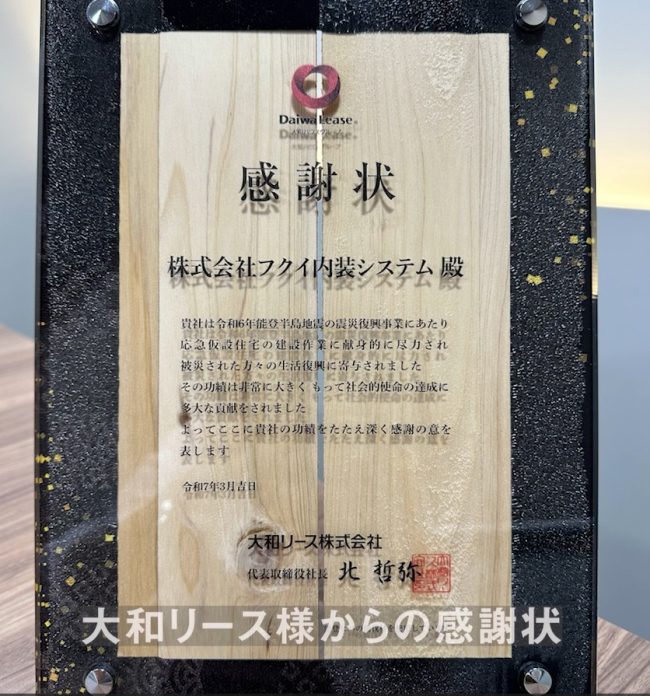 Daiwa Lease®
大和ハウスグループ
感謝状
株式会社フクイ内装システム 殿
貴社は令和6年能登半島地震の震災復興事業にあたり
応急仮設住宅の建設作業に献身的に尽力され
被災された方々の生活復興に寄与されました
その功績は非常に大きく もって社会的使命の達成に
多大な貢献をされました
よってここに貴社の功績をたたえ深く感謝の意を
表します
令和7年3月吉日
大和リース株式会社
代表取締役社長 北 哲弥
大和リース様からの感謝状